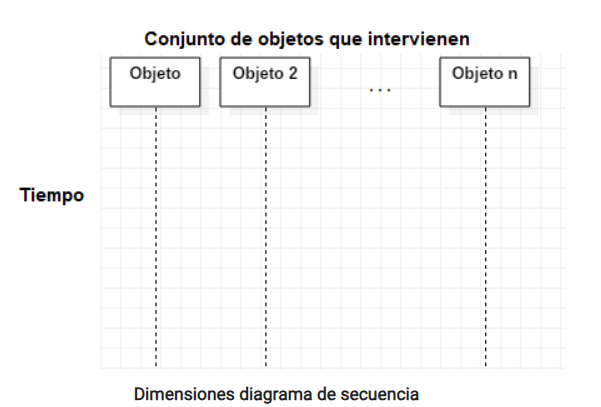 Conjunto de objetos que intervienen
Objeto
Objeto 2
...
Objeto n
Tiempo
Dimensiones diagrama de secuencia